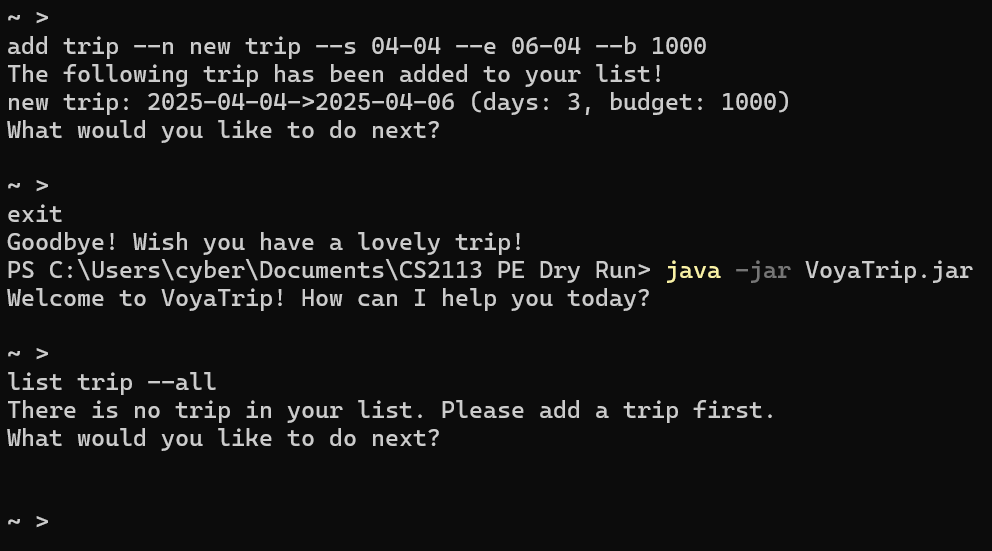 ~ >
add trip --n new trip --s 04-04 --e 06-04 --b 1000
The following trip has been added to your list!
new trip: 2025-04-04->2025-04-06 (days: 3, budget: 1000)
What would you like to do next?
~ >
exit
Goodbye! Wish you have a lovely trip!
PS C:\Users\cyber\Documents\CS2113 PE Dry Run> java -jar VoyaTrip.jar
Welcome to VoyaTrip! How can I help you today?
~ >
list trip --all
There is no trip in your list. Please add a trip first.
What would you like to do next?
~ >